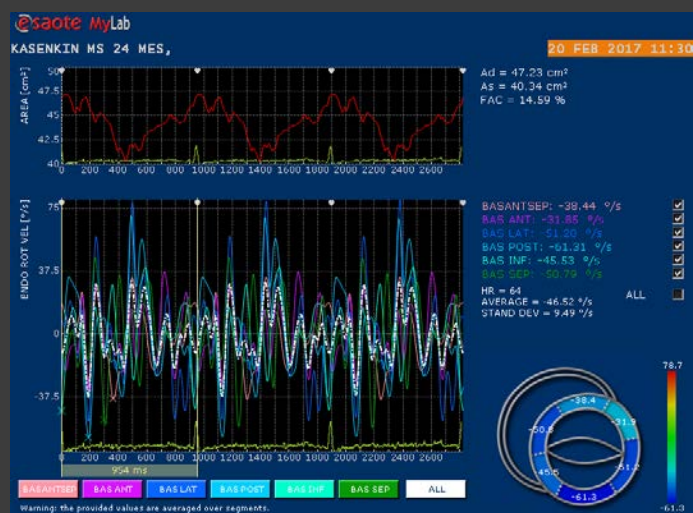 esaote MyLab
KASENKIN MS 24 MES,
20 FEB 2017 11:30
AREA [cm²]
50
47.5
45
42.5
40
0 200 400 600 800 1000 1200 1400 1600 1800 2000 2200 2400 2600
Ad = 47.23 cm²
As = 40.34 cm²
FAC = 14.59 %
ENDO ROT VEL [°/s]
75
37.5
0
-37.5
0 200 400 600 800 1000 1200 1400 1600 1800 2000 2200 2400 2600
954 ms
BASANTSEP: -38.44 °/s
BAS ANT: -31.85 °/s
BAS LAT: -51.20 °/s
BAS POST: -61.31 °/s
BAS INF: -45.53 °/s
BAS SEP: -50.79 °/s
HR = 64
AVERAGE = -46.52 °/s
STAND DEV = 9.49 °/s
ALL
78.7
-38.4
-31.9
-50.8
-51.2
-45.5
-61.3
-61.3
BASANTSEP BAS ANT BAS LAT BAS POST BAS INF BAS SEP ALL
Warning: the provided values are averaged over segments.